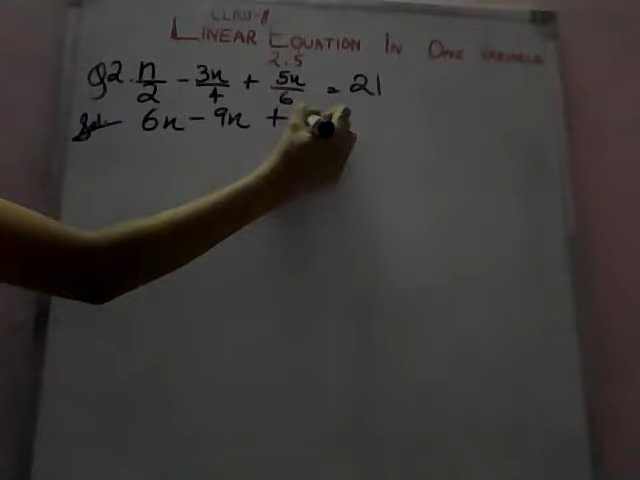 CLASS-8
LINEAR EQUATION IN ONE VARIABLE
2.5
Q2. n/2 - 3n/4 + 5n/6 = 21
Sol- 6n - 9n +